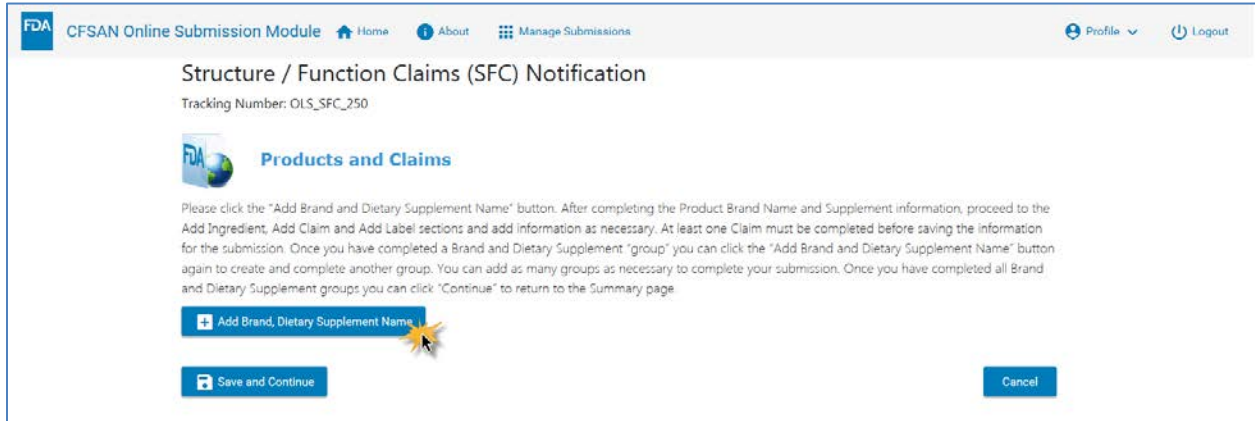 FDA CFSAN Online Submission Module Home About Manage Submissions Profile Logout
Structure / Function Claims (SFC) Notification
Tracking Number: OLS_SFC_250
FDA Products and Claims
Please click the "Add Brand and Dietary Supplement Name" button. After completing the Product Brand Name and Supplement information, proceed to the
Add Ingredient, Add Claim and Add Label sections and add information as necessary. At least one Claim must be completed before saving the information
for the submission. Once you have completed a Brand and Dietary Supplement "group" you can click the "Add Brand and Dietary Supplement Name" button
again to create and complete another group. You can add as many groups as necessary to complete your submission. Once you have completed all Brand
and Dietary Supplement groups you can click "Continue" to return to the Summary page.
Add Brand, Dietary Supplement Name
Save and Continue Cancel